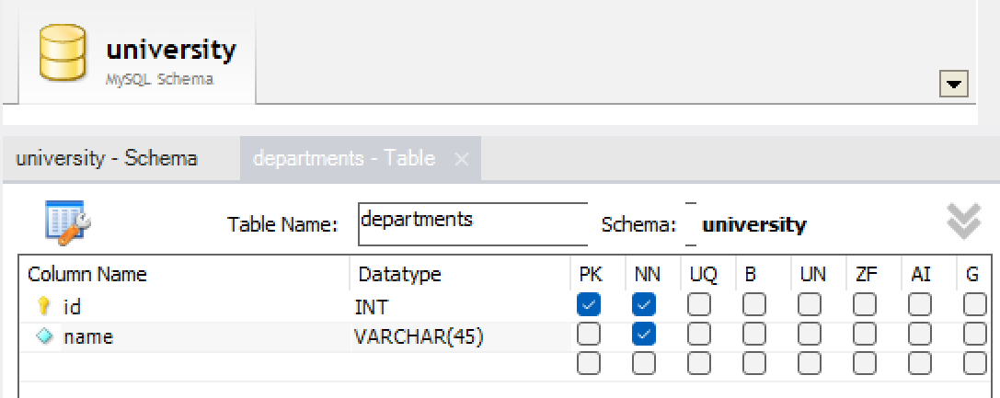 university
MySQL Schema
university - Schema departments - Table ×
Table Name: departments Schema: university
Column Name Datatype PK NN UQ B UN ZF AI G
id INT
name VARCHAR(45)